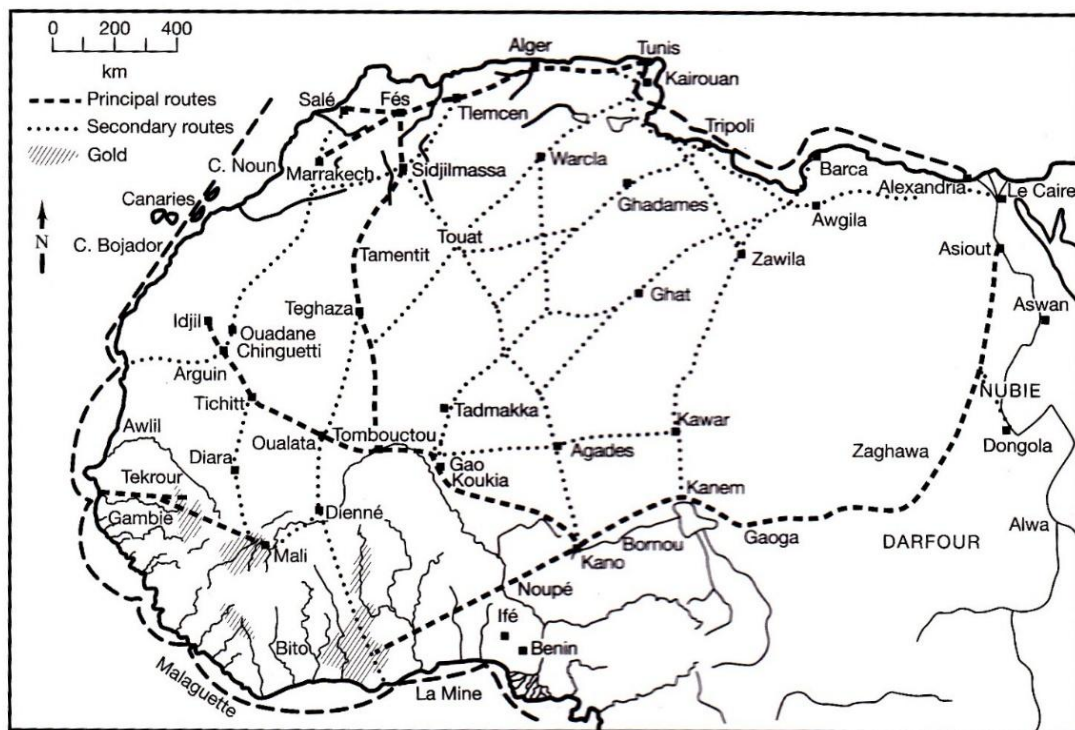 0 200 400
km
Principal routes
Secondary routes
Gold
N
Alger
Tunis
Kairouan
Salé
Fés
Tlemcen
Tripoli
C. Noun
Marrakech
Sidjilmassa
Warcla
Barca
Canaries
Ghadames
Alexandria
Le Caire
Awgila
C. Bojador
Touat
Tamentit
Zawila
Asiout
Teghaza
Ghat
Aswan
Idjil
Ouadane
Chinguetti
Arguin
NUBIE
Tichitt
Tadmakka
Kawar
Awlil
Oualata
Tombouctou
Agades
Dongola
Diara
Gao
Koukia
Zaghawa
Tekrour
Kanem
Gambie
Dienné
Bornou
Gaoga
Alwa
Mali
Kano
DARFOUR
Noupé
Ifé
Bito
Benin
La Mine
Malaguette